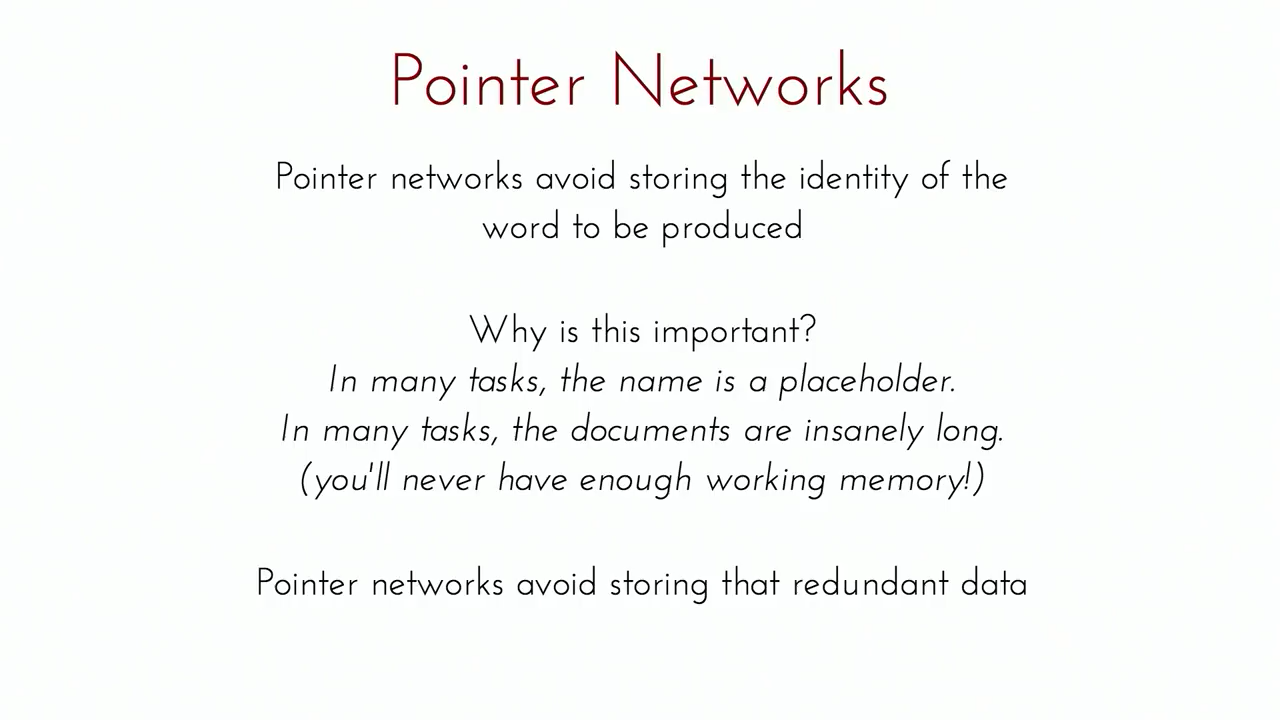 Pointer Networks
Pointer networks avoid storing the identity of the
word to be produced
Why is this important?
In many tasks, the name is a placeholder.
In many tasks, the documents are insanely long.
(you'll never have enough working memory!)
Pointer networks avoid storing that redundant data